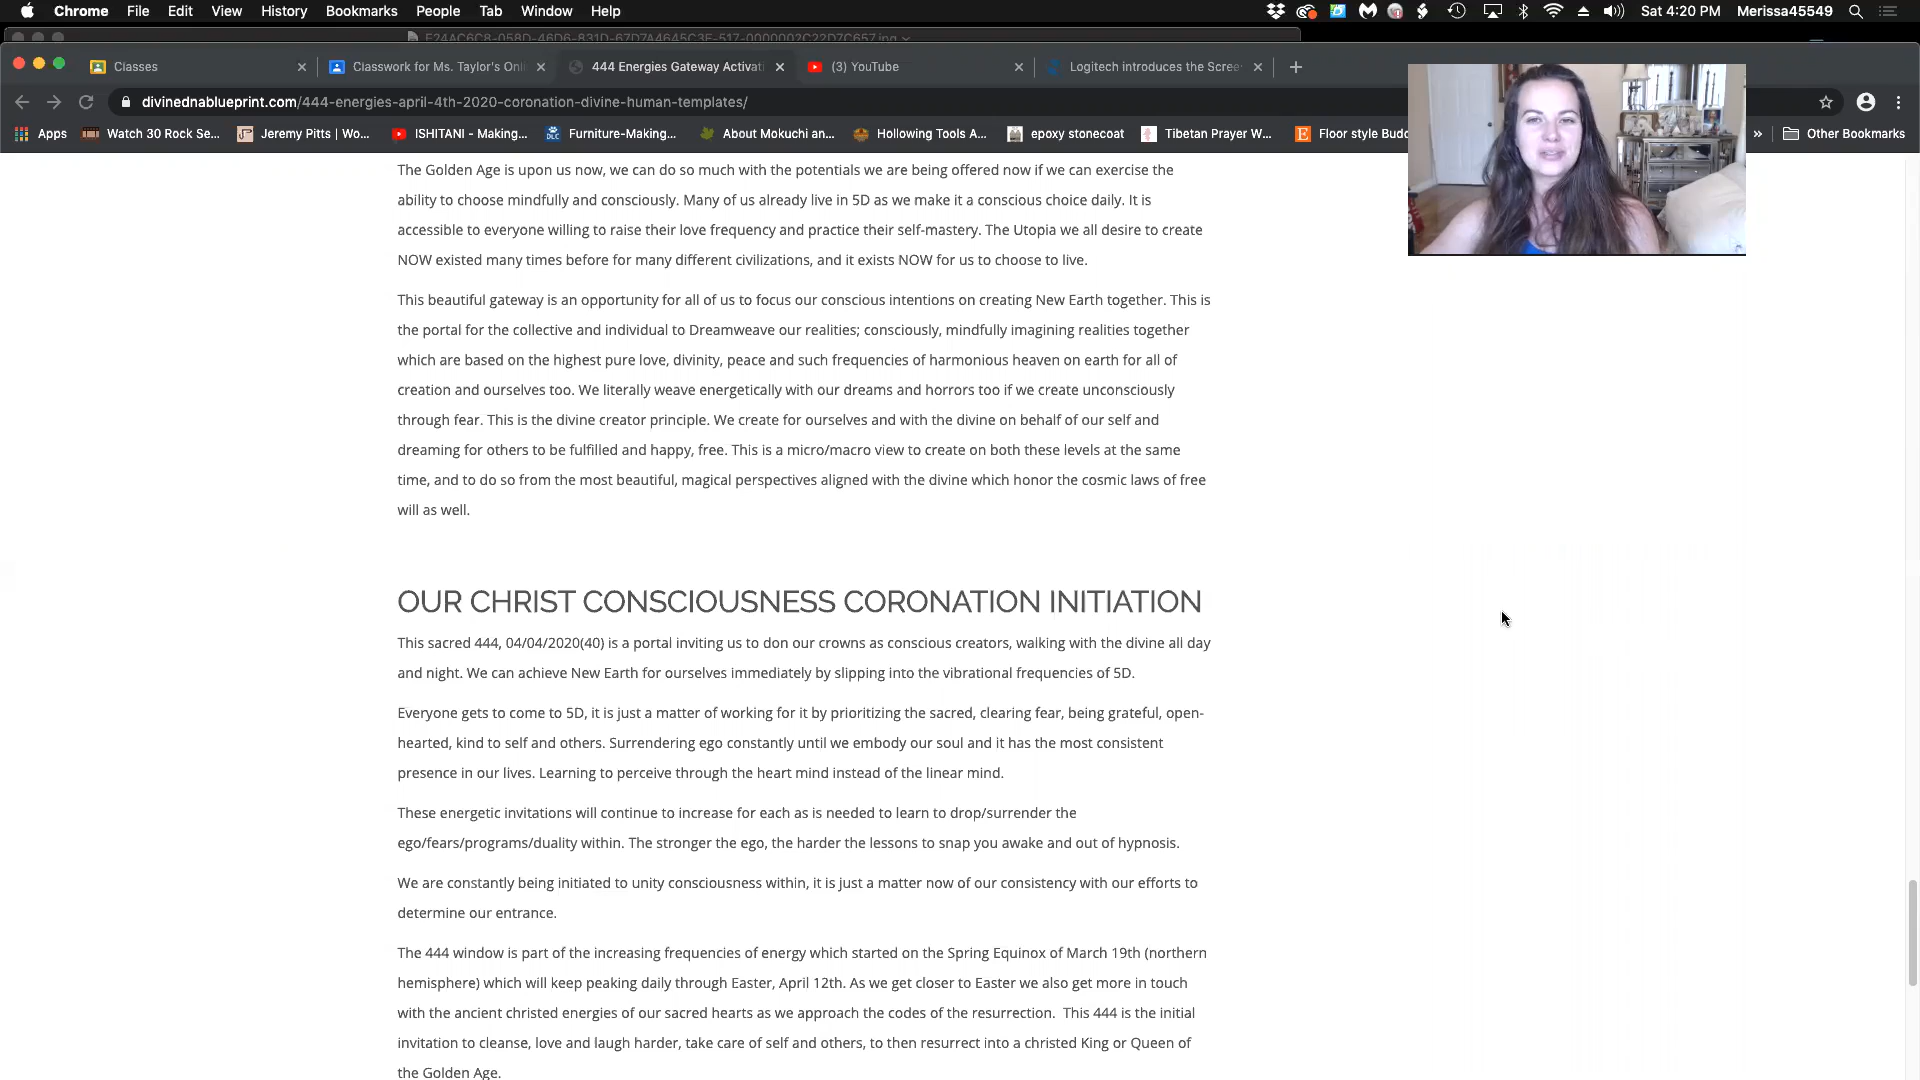 Chrome File Edit View History Bookmarks People Tab Window Help Sat 4:20 PM Merissa45549
E24AC6C8-058D-46D6-831D-67D7A4645C3E-517-0000002C22D7C657.jpg
Classes
Classwork for Ms. Taylor's Onli
444 Energies Gateway Activati
(3) YouTube
Logitech introduces the Scree
divinednablueprint.com/444-energies-april-4th-2020-coronation-divine-human-templates/
Apps Watch 30 Rock Se... Jeremy Pitts | Wo... ISHITANI - Making... Furniture-Making... About Mokuchi an... Hollowing Tools A... epoxy stonecoat Tibetan Prayer W... Floor style Budd » Other Bookmarks
The Golden Age is upon us now, we can do so much with the potentials we are being offered now if we can exercise the
ability to choose mindfully and consciously. Many of us already live in 5D as we make it a conscious choice daily. It is
accessible to everyone willing to raise their love frequency and practice their self-mastery. The Utopia we all desire to create
NOW existed many times before for many different civilizations, and it exists NOW for us to choose to live.
This beautiful gateway is an opportunity for all of us to focus our conscious intentions on creating New Earth together. This is
the portal for the collective and individual to Dreamweave our realities; consciously, mindfully imagining realities together
which are based on the highest pure love, divinity, peace and such frequencies of harmonious heaven on earth for all of
creation and ourselves too. We literally weave energetically with our dreams and horrors too if we create unconsciously
through fear. This is the divine creator principle. We create for ourselves and with the divine on behalf of our self and
dreaming for others to be fulfilled and happy, free. This is a micro/macro view to create on both these levels at the same
time, and to do so from the most beautiful, magical perspectives aligned with the divine which honor the cosmic laws of free
will as well.
OUR CHRIST CONSCIOUSNESS CORONATION INITIATION
This sacred 444, 04/04/2020(40) is a portal inviting us to don our crowns as conscious creators, walking with the divine all day
and night. We can achieve New Earth for ourselves immediately by slipping into the vibrational frequencies of 5D.
Everyone gets to come to 5D, it is just a matter of working for it by prioritizing the sacred, clearing fear, being grateful, open-
hearted, kind to self and others. Surrendering ego constantly until we embody our soul and it has the most consistent
presence in our lives. Learning to perceive through the heart mind instead of the linear mind.
These energetic invitations will continue to increase for each as is needed to learn to drop/surrender the
ego/fears/programs/duality within. The stronger the ego, the harder the lessons to snap you awake and out of hypnosis.
We are constantly being initiated to unity consciousness within, it is just a matter now of our consistency with our efforts to
determine our entrance.
The 444 window is part of the increasing frequencies of energy which started on the Spring Equinox of March 19th (northern
hemisphere) which will keep peaking daily through Easter, April 12th. As we get closer to Easter we also get more in touch
with the ancient christed energies of our sacred hearts as we approach the codes of the resurrection. This 444 is the initial
invitation to cleanse, love and laugh harder, take care of self and others, to then resurrect into a christed King or Queen of
the Golden Age.